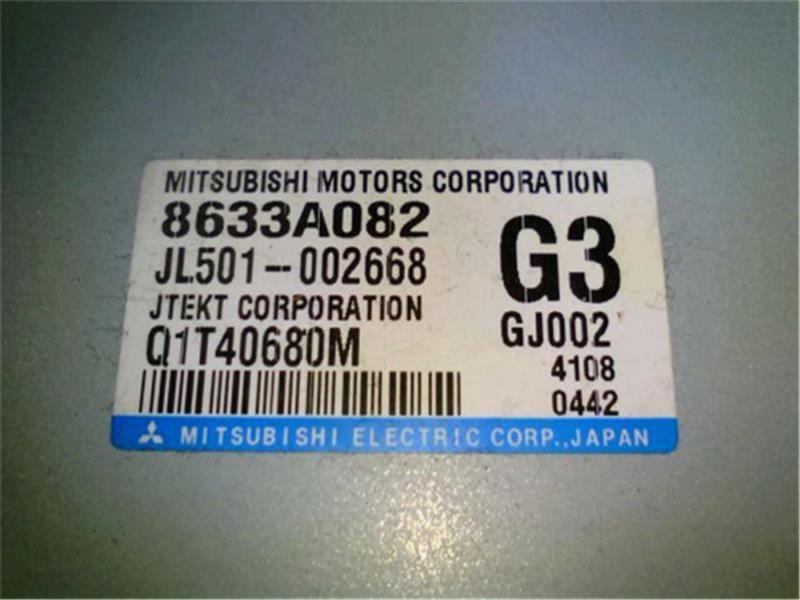 MITSUBISHI MOTORS CORPORATION
8633A082
JL501--002668
JTEKT CORPORATION
Q1T40680M
G3
GJ002
4108
0442
MITSUBISHI ELECTRIC CORP., JAPAN